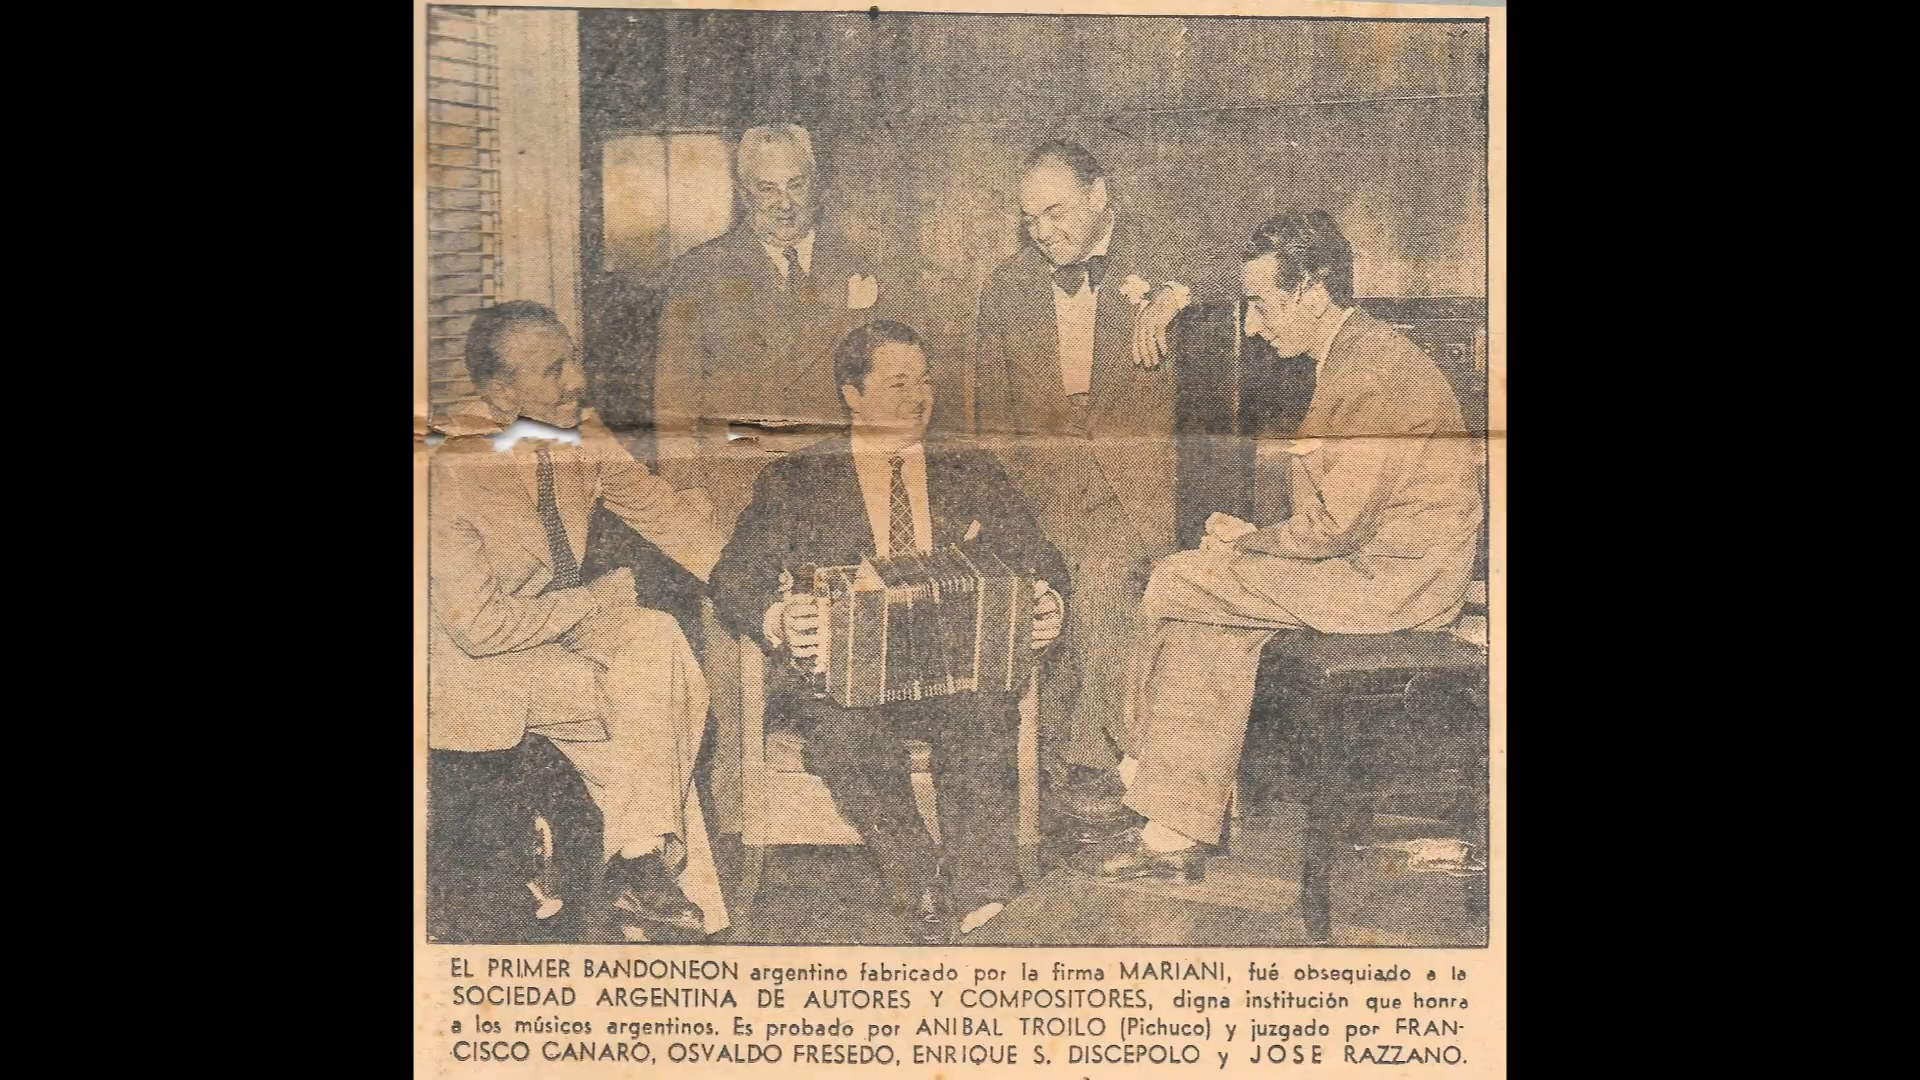 EL PRIMER BANDONEON argentino fabricado por la firma MARIANI, fué obsequiado a la
SOCIEDAD ARGENTINA DE AUTORES Y COMPOSITORES, digna institución que honra
a los músicos argentinos. Es probado por ANIBAL TROILO (Pichuco) y juzgado por FRAN-
CISCO CANARO, OSVALDO FRESEDO, ENRIQUE S. DISCEPOLO y JOSE RAZZANO.